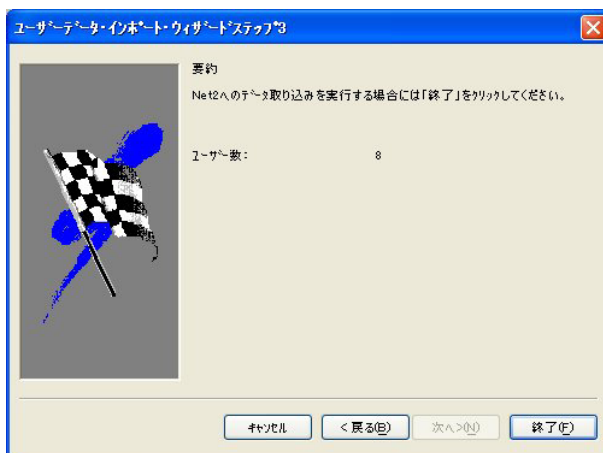 ﾕｰｻﾞｰﾃﾞｰﾀ・ｲﾝﾎﾟｰﾄ・ｳｨｻﾞｰﾄﾞｽﾃｯﾌﾟ3
要約
Net2へのﾃﾞｰﾀ取り込みを実行する場合には「終了」をｸﾘｯｸしてください。
ﾕｰｻﾞｰ数： 8
ｷｬﾝｾﾙ
< 戻る(B)
次へ >(N)
終了(F)